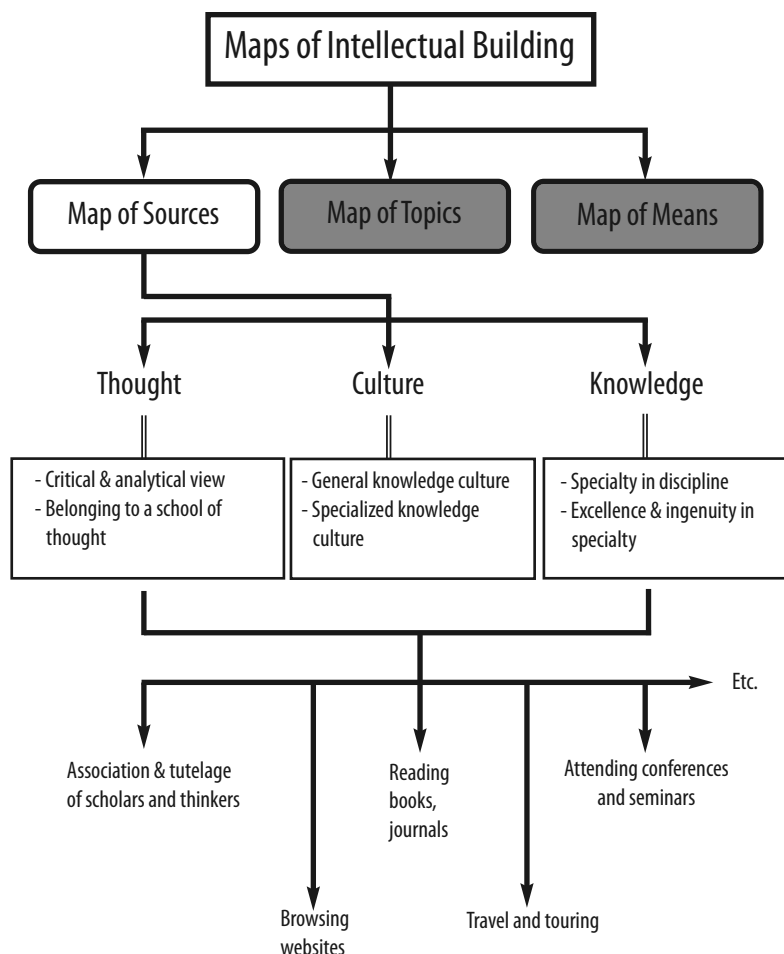 Maps of Intellectual Building
Map of Sources
Map of Topics
Map of Means
Thought
Culture
Knowledge
- Critical & analytical view
- Belonging to a school of
thought
- General knowledge culture
- Specialized knowledge
culture
- Specialty in discipline
- Excellence & ingenuity in
specialty
Etc.
Association & tutelage
of scholars and thinkers
Reading
books,
journals
Attending conferences
and seminars
Browsing
websites
Travel and touring